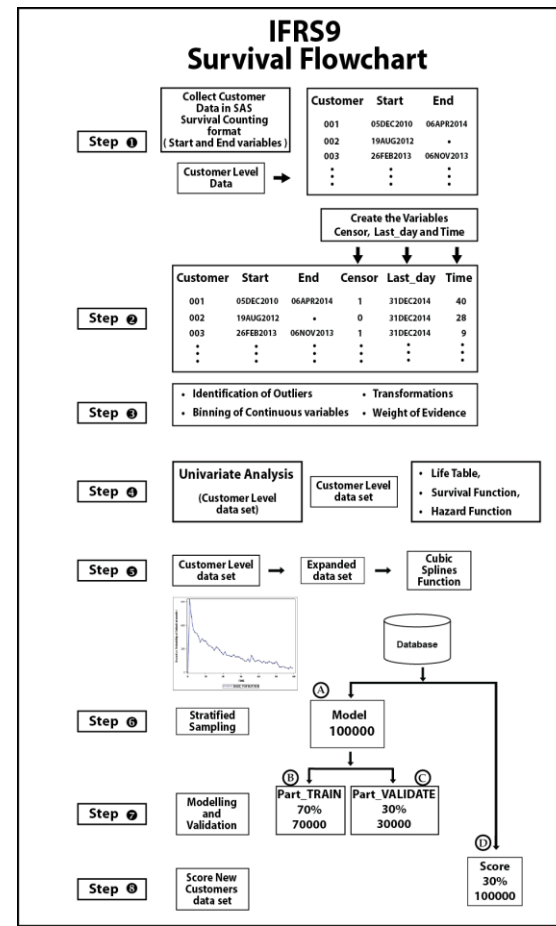 IFRS9
Survival Flowchart
Step ❶
Collect Customer
Data in SAS
Survival Counting
format
( Start and End variables )
Customer Level
Data
Customer Start End
001 05DEC2010 06APR2014
002 19AUG2012 •
003 26FEB2013 06NOV2013
Create the Variables
Censor, Last_day and Time
Step ❷
Customer Start End Censor Last_day Time
001 05DEC2010 06APR2014 1 31DEC2014 40
002 19AUG2012 • 0 31DEC2014 28
003 26FEB2013 06NOV2013 1 31DEC2014 9
Step ❸
• Identification of Outliers • Transformations
• Binning of Continuous variables • Weight of Evidence
Step ❹
Univariate Analysis
(Customer Level
data set)
Customer Level
data set
• Life Table,
• Survival Function,
• Hazard Function
Step ❺
Customer Level
data set
Expanded
data set
Cubic
Splines
Function
Database
Step ❻
Stratified
Sampling
Ⓐ
Model
100000
Step ❼
Modelling
and
Validation
Ⓑ
Part_TRAIN
70%
70000
Ⓒ
Part_VALIDATE
30%
30000
Ⓓ
Score
30%
100000
Step ❽
Score New
Customers
data set